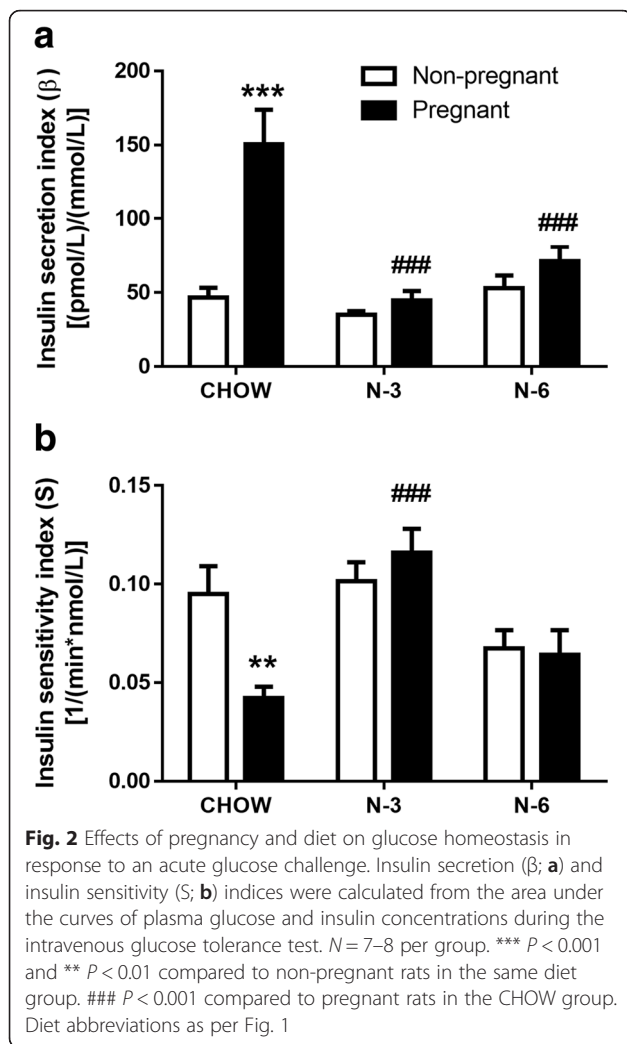 a
Insulin secretion index (β)
[(pmol/L)/(mmol/L)]
200
150
100
50
0
Non-pregnant
Pregnant
***
###
###
CHOW N-3 N-6
b
Insulin sensitivity index (S)
[1/(min*nmol/L)]
0.15
0.10
0.05
0.00
**
###
CHOW N-3 N-6
Fig. 2 Effects of pregnancy and diet on glucose homeostasis in
response to an acute glucose challenge. Insulin secretion (β; a) and
insulin sensitivity (S; b) indices were calculated from the area under
the curves of plasma glucose and insulin concentrations during the
intravenous glucose tolerance test. N = 7–8 per group. *** P < 0.001
and ** P < 0.01 compared to non-pregnant rats in the same diet
group. ### P < 0.001 compared to pregnant rats in the CHOW group.
Diet abbreviations as per Fig. 1